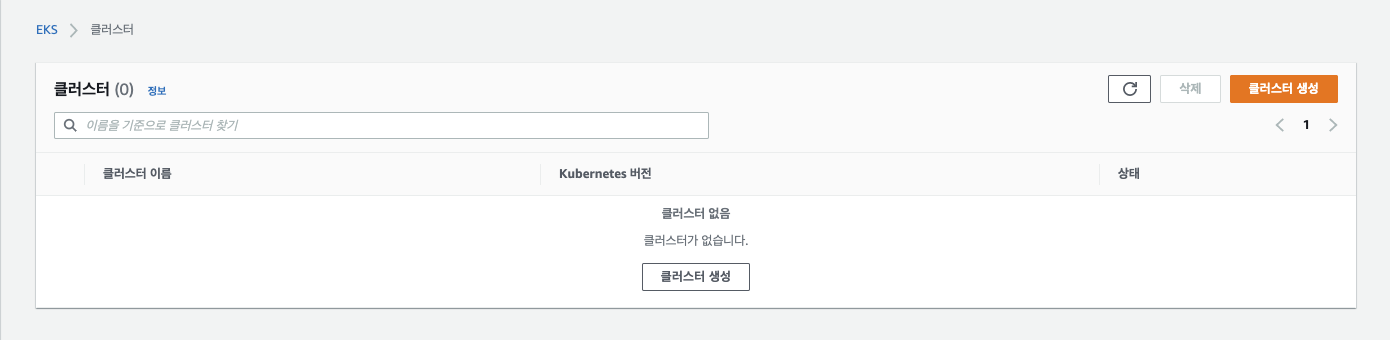 EKS 클러스터
클러스터 (0) 정보
삭제 클러스터 생성
이름을 기준으로 클러스터 찾기
1
클러스터 이름 Kubernetes 버전 상태
클러스터 없음
클러스터가 없습니다.
클러스터 생성